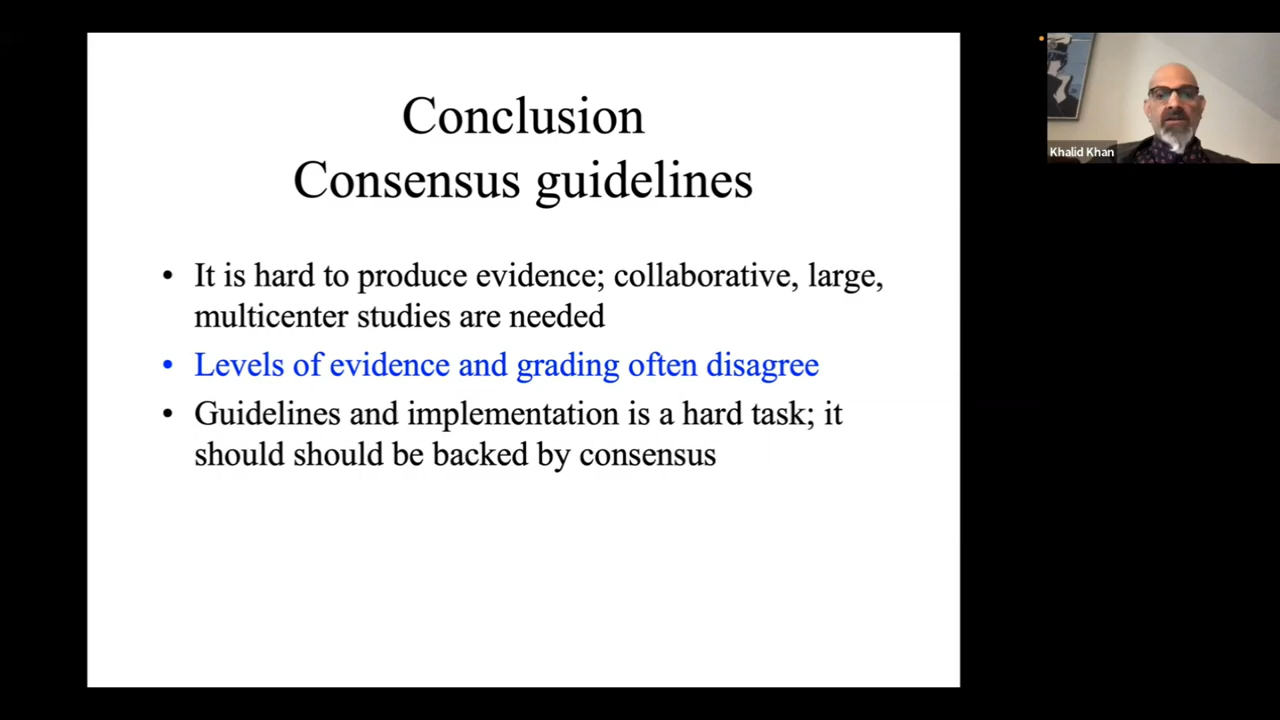 Conclusion
Consensus guidelines
• It is hard to produce evidence; collaborative, large,
multicenter studies are needed
• Levels of evidence and grading often disagree
• Guidelines and implementation is a hard task; it
should should be backed by consensus
Khalid Khan